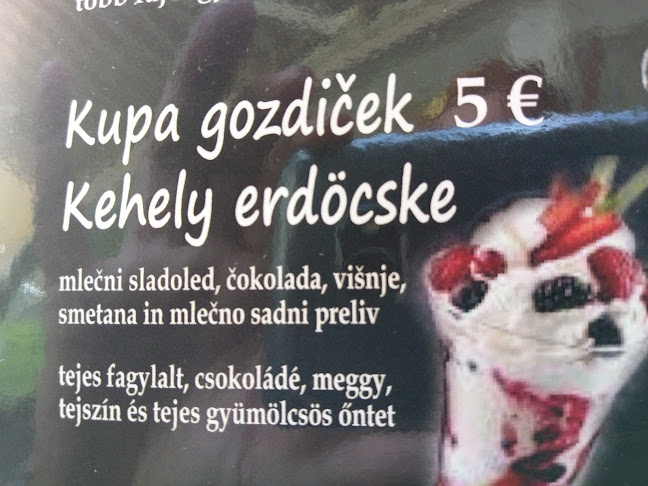 több
Kupa gozdiček 5 €
Kehely erdöcske
mlečni sladoled, čokolada, višnje,
smetana in mlečno sadni preliv
tejes fagylalt, csokoládé, meggy,
tejszín és tejes gyümölcsös őntet